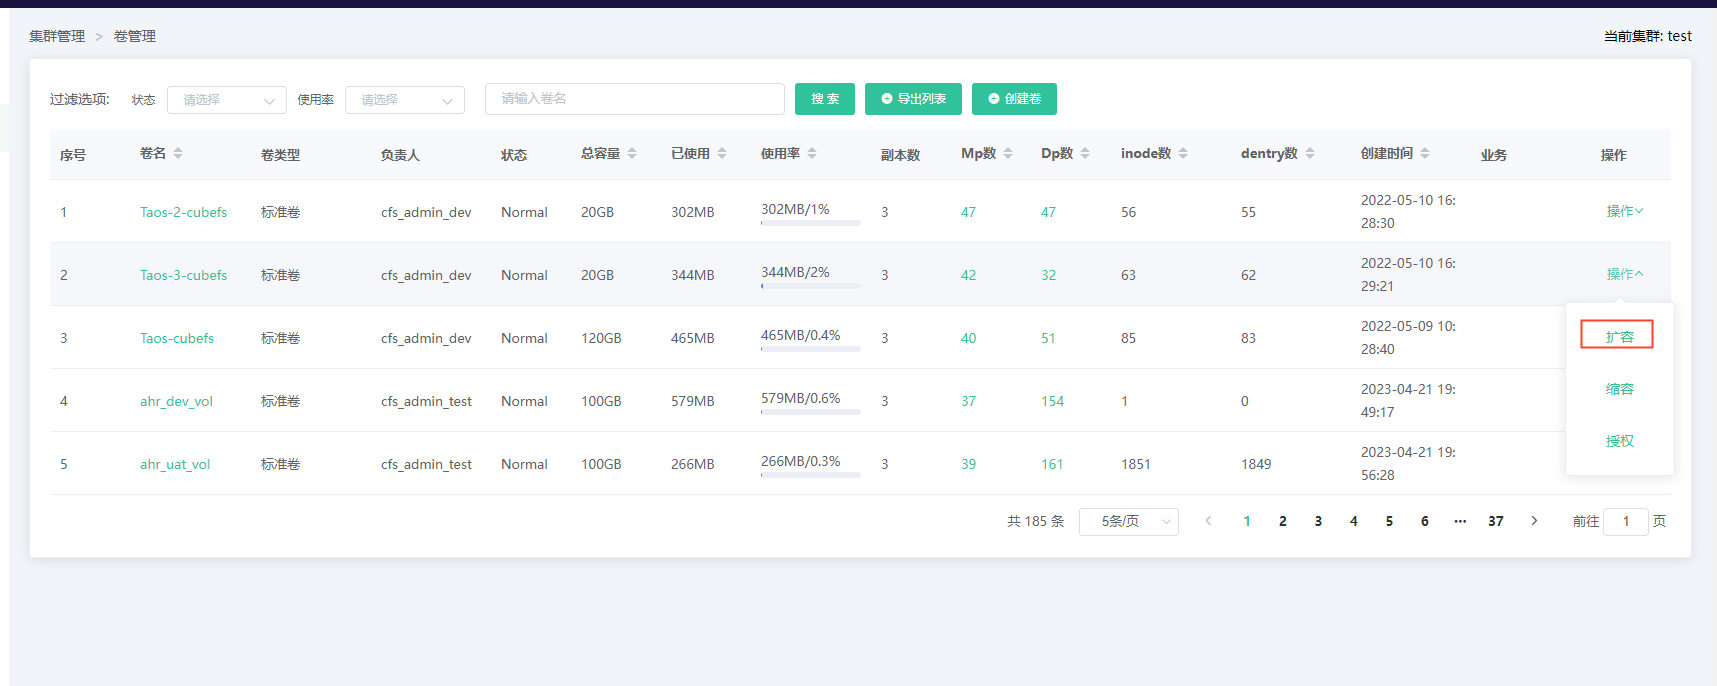 集群管理 > 卷管理
当前集群: test
过滤选项: 状态 请选择 使用率 请选择 请输入卷名 搜 索 导出列表 创建卷
序号 卷名 卷类型 负责人 状态 总容量 已使用 使用率 副本数 Mp数 Dp数 inode数 dentry数 创建时间 业务 操作
1 Taos-2-cubefs 标准卷 cfs_admin_dev Normal 20GB 302MB 302MB/1% 3 47 47 56 55 2022-05-10 16:
28:30 操作
2 Taos-3-cubefs 标准卷 cfs_admin_dev Normal 20GB 344MB 344MB/2% 3 42 32 63 62 2022-05-10 16:
29:21 操作
3 Taos-cubefs 标准卷 cfs_admin_dev Normal 120GB 465MB 465MB/0.4% 3 40 51 85 83 2022-05-09 10:
28:40
扩容
4 ahr_dev_vol 标准卷 cfs_admin_test Normal 100GB 579MB 579MB/0.6% 3 37 154 1 0 2023-04-21 19:
49:17
缩容
5 ahr_uat_vol 标准卷 cfs_admin_test Normal 100GB 266MB 266MB/0.3% 3 39 161 1851 1849 2023-04-21 19:
56:28
授权
共 185 条 5条/页 1 2 3 4 5 6 ··· 37 前往 1 页